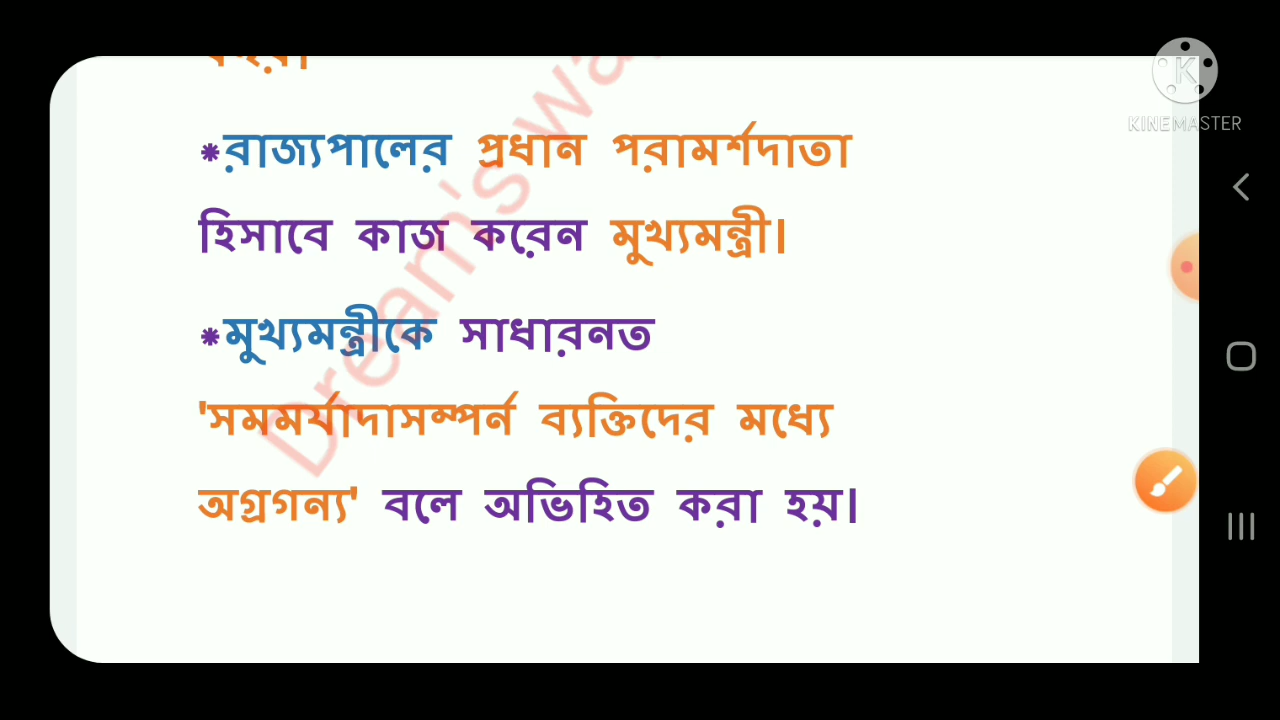 KINEMASTER
*রাজ্যপালের প্রধান পরামর্শদাতা
হিসাবে কাজ করেন মুখ্যমন্ত্রী।
*মুখ্যমন্ত্রীকে সাধারনত
'সমমর্যাদাসম্পর্ন ব্যক্তিদের মধ্যে
অগ্রগন্য' বলে অভিহিত করা হয়।
Dream's